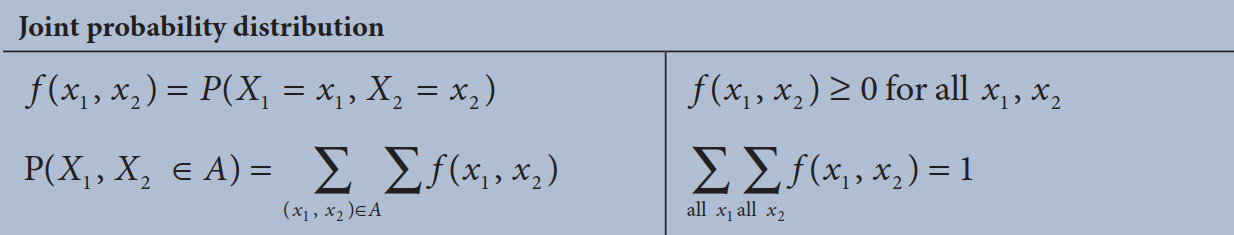 Joint probability distribution
f(x₁, x₂) = P(X₁ = x₁, X₂ = x₂)
f(x₁, x₂) ≥ 0 for all x₁, x₂
P(X₁, X₂ ∈ A) = ∑ ∑ f(x₁, x₂)
(x₁, x₂)∈A
∑ ∑ f(x₁, x₂) = 1
all x₁ all x₂